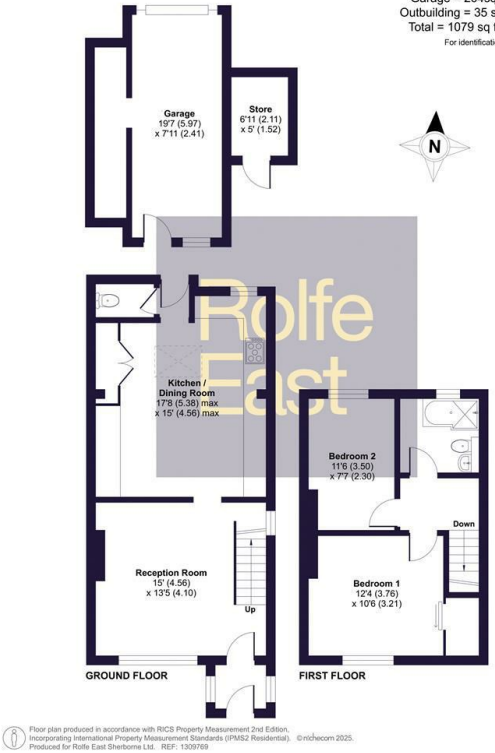 Outbuilding = 35 s
Total = 1079 sq f
For identificati
Garage
19'7 (5.97)
x 7'11 (2.41)
Store
6'11 (2.11)
x 5' (1.52)
N
Rolfe
East
Kitchen /
Dining Room
17'8 (5.38) max
x 15' (4.56) max
Bedroom 2
11'6 (3.50)
x 7'7 (2.30)
Down
Reception Room
15' (4.56)
x 13'5 (4.10)
Up
Bedroom 1
12'4 (3.76)
x 10'6 (3.21)
GROUND FLOOR
FIRST FLOOR
Floor plan produced in accordance with RICS Property Measurement 2nd Edition,
Incorporating International Property Measurement Standards (IPMS2 Residential). © nichecom 2025.
Produced for Rolfe East Sherborne Ltd. REF: 1309769